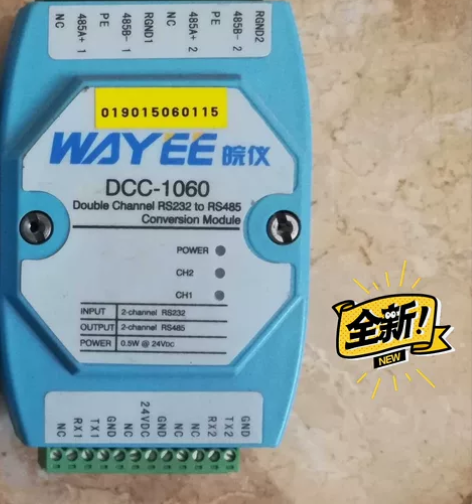 NC
485A+ 1
PE
485B- 1
RGND1
NC
485A+ 2
PE
485B- 2
RGND2
019015060115
WAYEE 皖仪
DCC-1060
Double Channel RS232 to RS485
Conversion Module
POWER
CH2
CH1
INPUT 2-channel RS232
OUTPUT 2-channel RS485
POWER 0.5W @ 24VDC
全新!
NEW
NC
RX1
TX1
GND
NC
24VDC
GND
NC
NC
RX2
TX2
GND